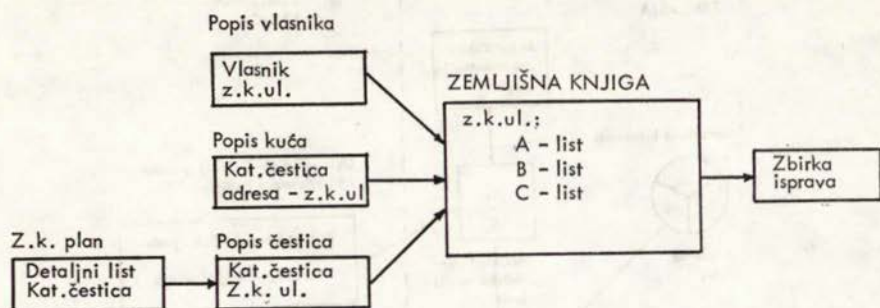 Popis vlasnika
Vlasnik
z.k.ul.
Popis kuća
Kat.čestica
adresa - z.k.ul
Z.k. plan
Detaljni list
Kat.čestica
Popis čestica
Kat.čestica
Z.k. ul.
ZEMLJIŠNA KNJIGA
z.k.ul.;
A - list
B - list
C - list
Zbirka
isprava